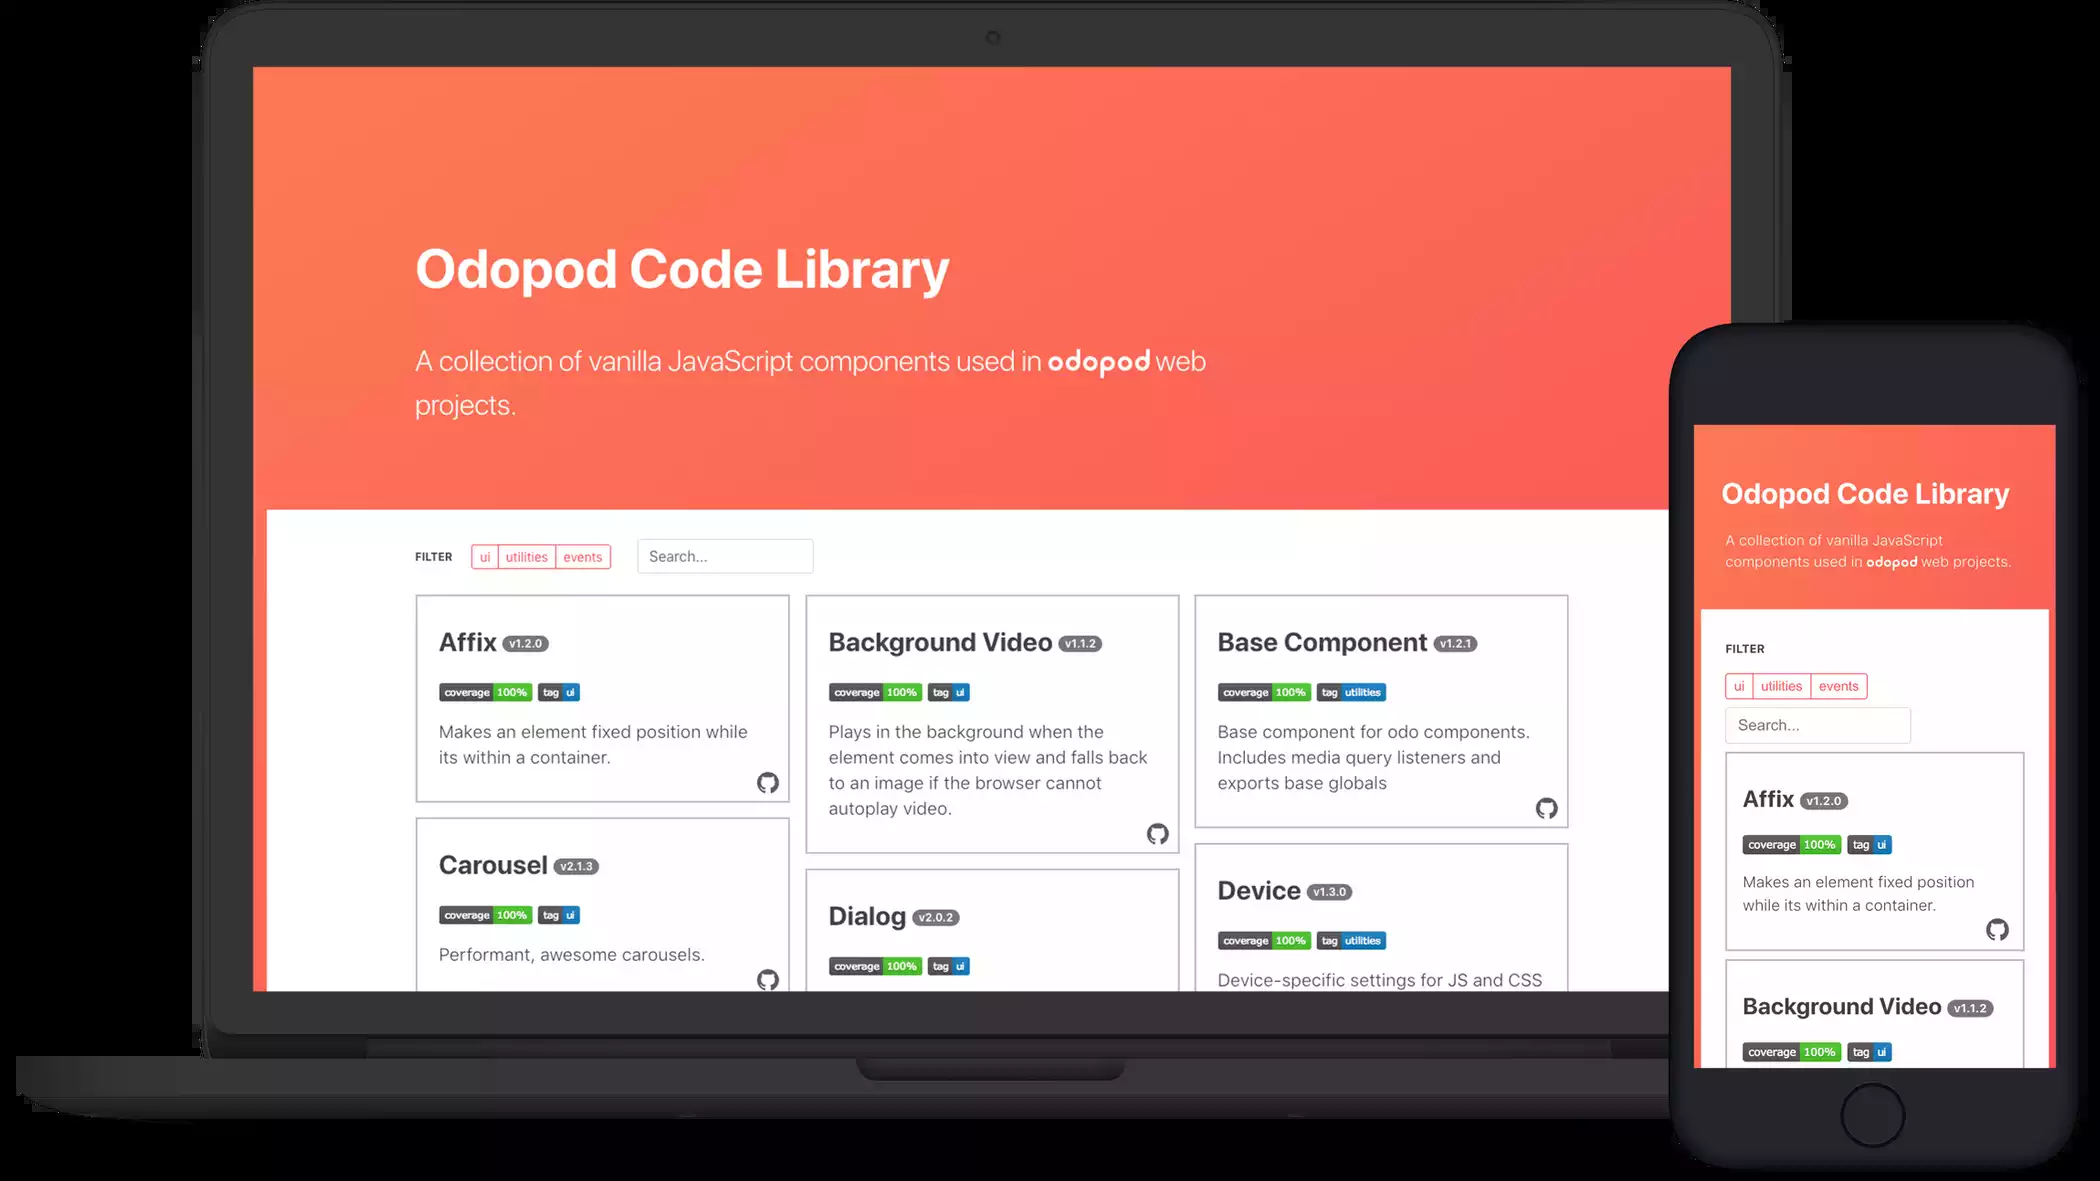 Odopod Code Library
A collection of vanilla JavaScript components used in odopod web
projects.
FILTER ui utilities events Search...
Affix v1.2.0
coverage 100% tag ui
Makes an element fixed position while
its within a container.
Background Video v1.1.2
coverage 100% tag ui
Plays in the background when the
element comes into view and falls back
to an image if the browser cannot
autoplay video.
Base Component v1.2.1
coverage 100% tag utilities
Base component for odo components.
Includes media query listeners and
exports base globals
Carousel v2.1.3
coverage 100% tag ui
Performant, awesome carousels.
Dialog v2.0.2
coverage 100% tag ui
Device v1.3.0
coverage 100% tag utilities
Device-specific settings for JS and CSS
Odopod Code Library
A collection of vanilla JavaScript
components used in odopod web projects.
FILTER
ui utilities events
Search...
Affix v1.2.0
coverage 100% tag ui
Makes an element fixed position
while its within a container.
Background Video v1.1.2
coverage 100% tag ui